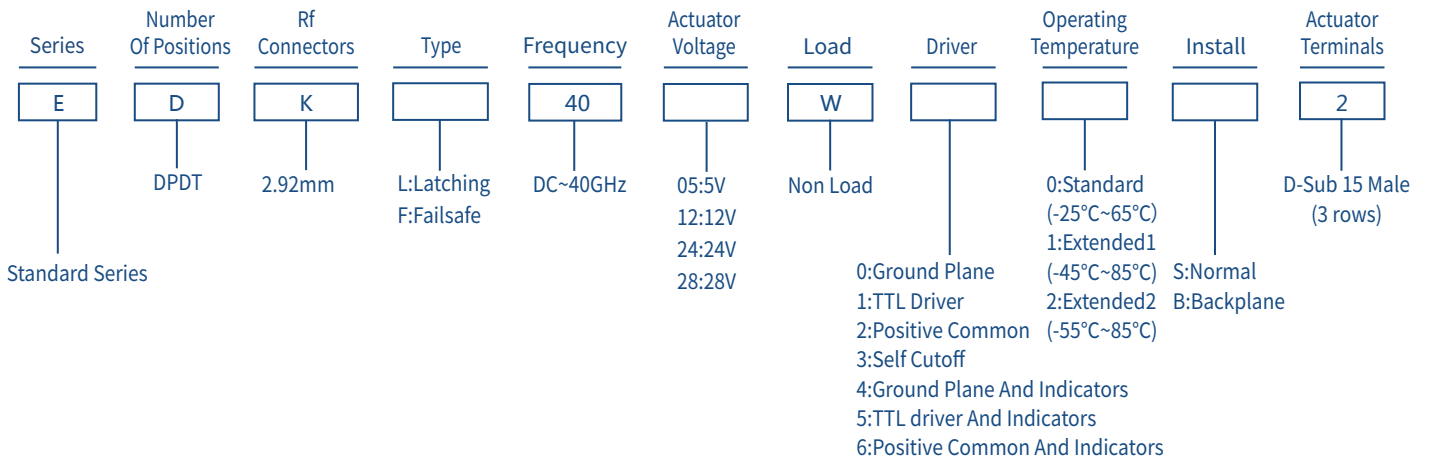 Series
Number
Of Positions
Rf
Connectors
Type
Frequency
Actuator
Voltage
Load
Driver
Operating
Temperature
Install
Actuator
Terminals
E
D
K
40
W
2
Standard Series
DPDT
2.92mm
L:Latching
F:Failsafe
DC~40GHz
05:5V
12:12V
24:24V
28:28V
Non Load
0:Ground Plane
1:TTL Driver
2:Positive Common
3:Self Cutoff
4:Ground Plane And Indicators
5:TTL driver And Indicators
6:Positive Common And Indicators
0:Standard
(-25°C~65°C)
1:Extended1
(-45°C~85°C)
2:Extended2
(-55°C~85°C)
S:Normal
B:Backplane
D-Sub 15 Male
(3 rows)